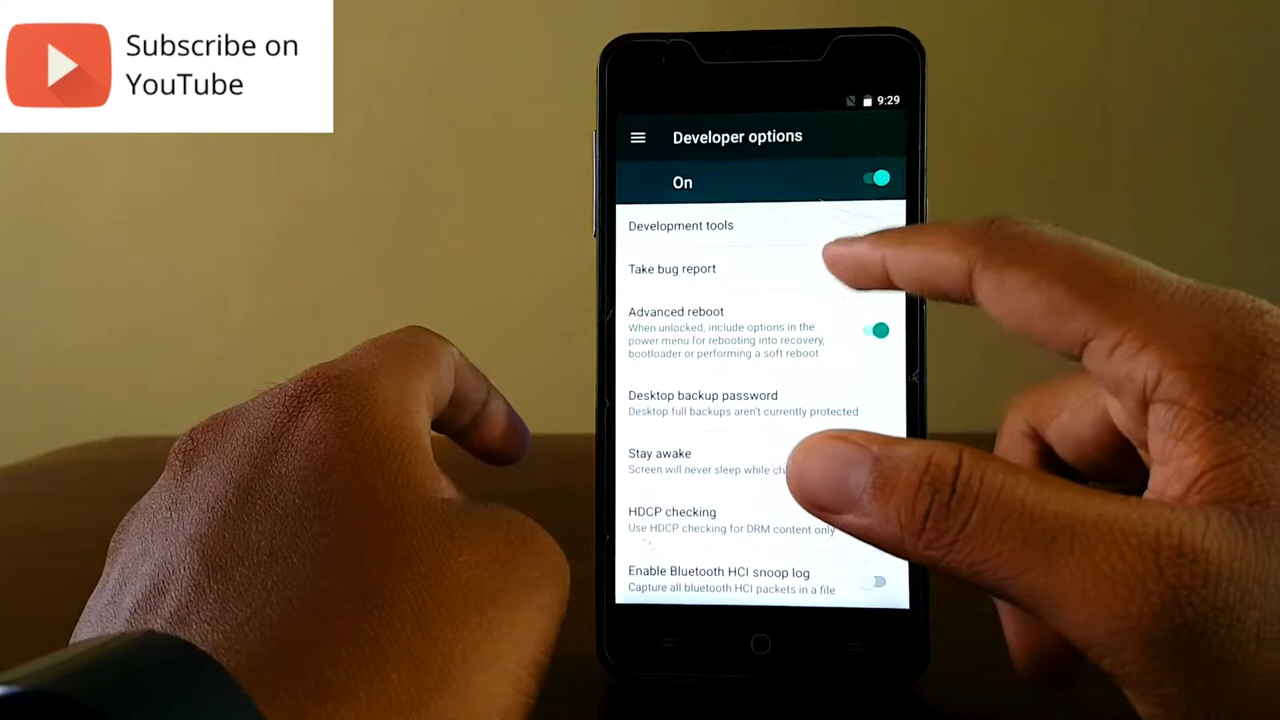 Subscribe on
YouTube
9:29
Developer options
On
Development tools
Take bug report
Advanced reboot
When unlocked, include options in the
power menu for rebooting into recovery,
bootloader or performing a soft reboot
Desktop backup password
Desktop full backups aren't currently protected
Stay awake
Screen will never sleep while
HDCP checking
Use HDCP checking for DRM content only
Enable Bluetooth HCI snoop log
Capture all bluetooth HCI packets in a file